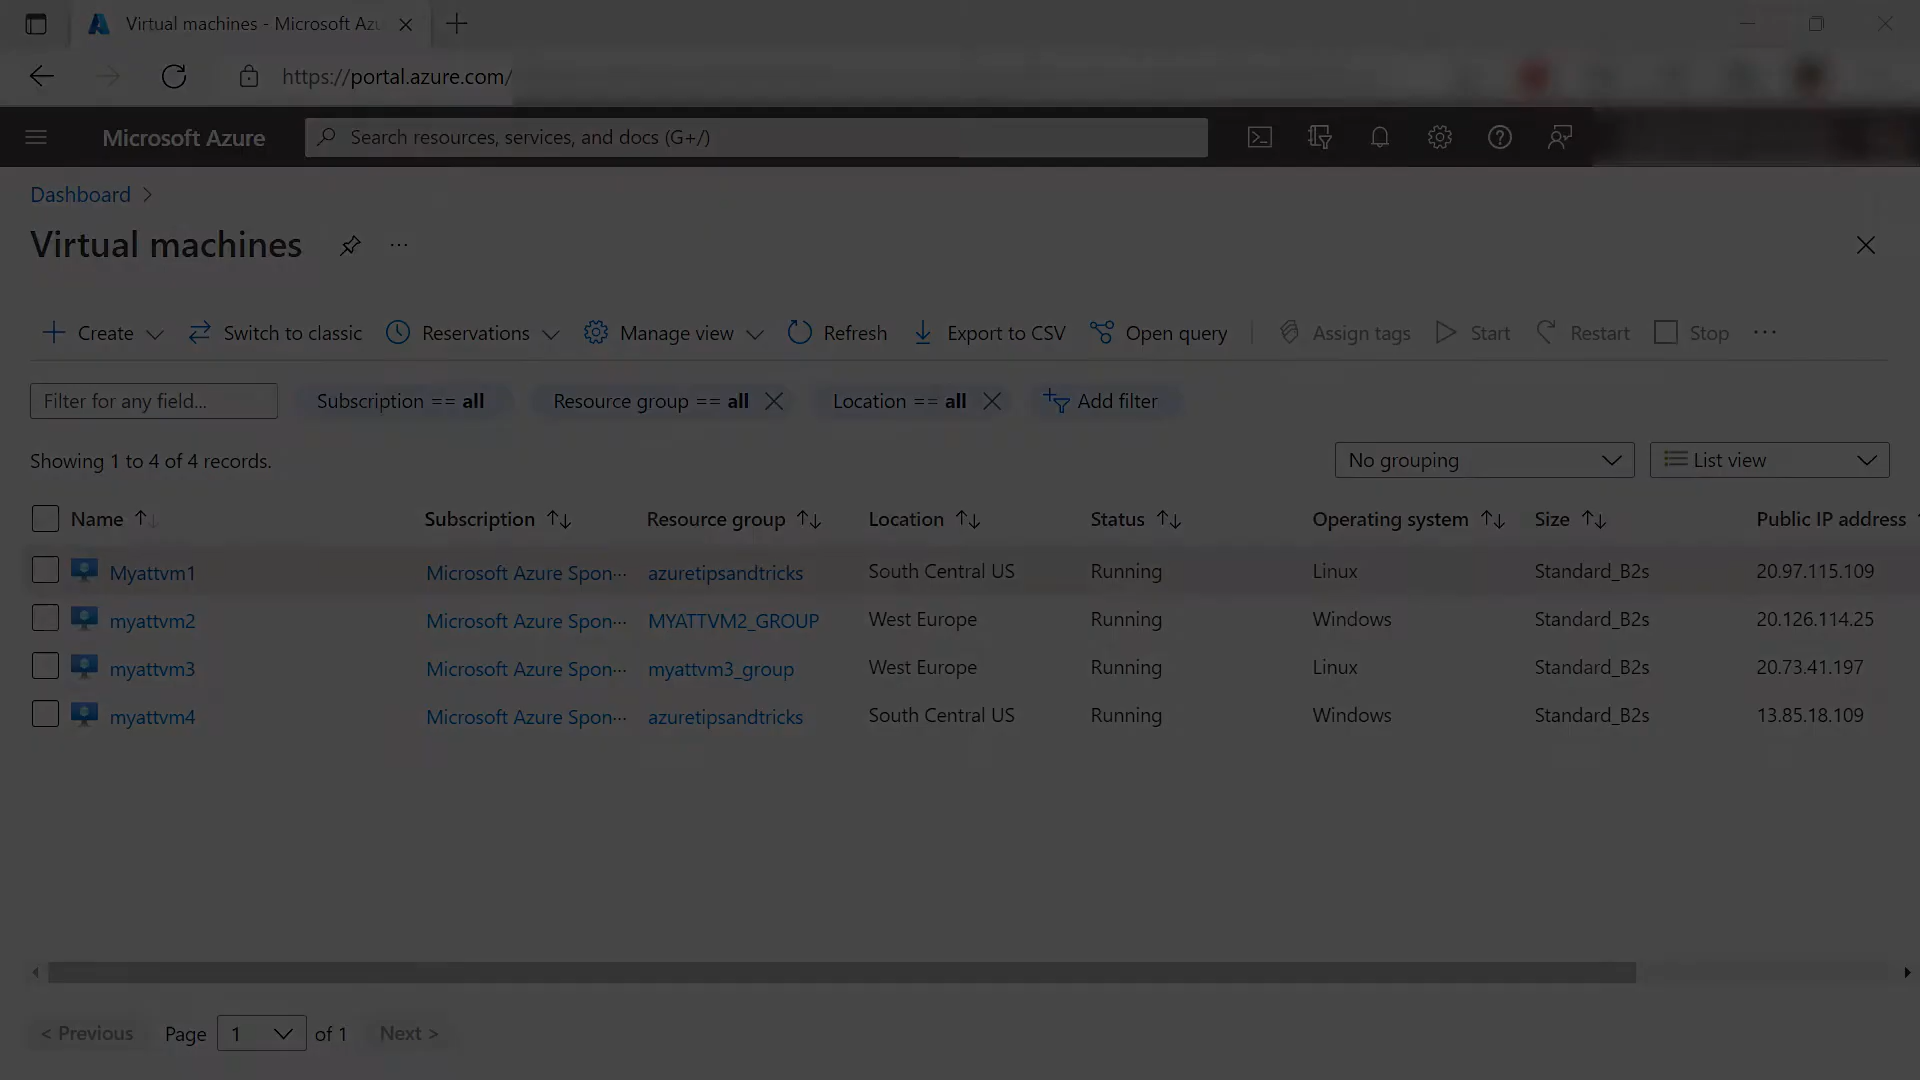 Virtual machines - Microsoft Azu
https://portal.azure.com/
Microsoft Azure Search resources, services, and docs (G+/)
Dashboard >
Virtual machines ...
Create Switch to classic Reservations Manage view Refresh Export to CSV Open query Assign tags Start Restart Stop ...
Filter for any field... Subscription == all Resource group == all Location == all Add filter
Showing 1 to 4 of 4 records. No grouping List view
Name Subscription Resource group Location Status Operating system Size Public IP address
Myattvm1 Microsoft Azure Spon... azuretipsandtricks South Central US Running Linux Standard_B2s 20.97.115.109
myattvm2 Microsoft Azure Spon... MYATTVM2_GROUP West Europe Running Windows Standard_B2s 20.126.114.25
myattvm3 Microsoft Azure Spon... myattvm3_group West Europe Running Linux Standard_B2s 20.73.41.197
myattvm4 Microsoft Azure Spon... azuretipsandtricks South Central US Running Windows Standard_B2s 13.85.18.109
< Previous Page 1 of 1 Next >